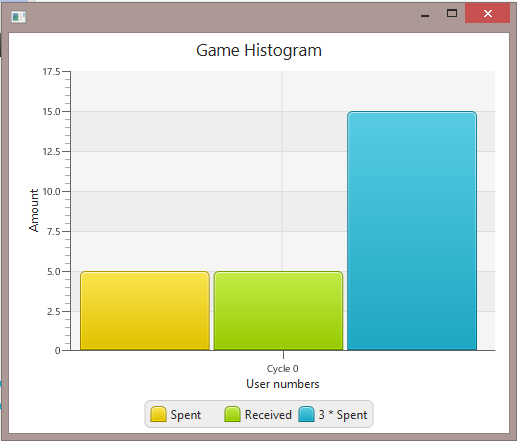 Game Histogram
17.5
15.0
12.5
10.0
7.5
5.0
2.5
0
Amount
Cycle 0
User numbers
Spent Received 3 * Spent